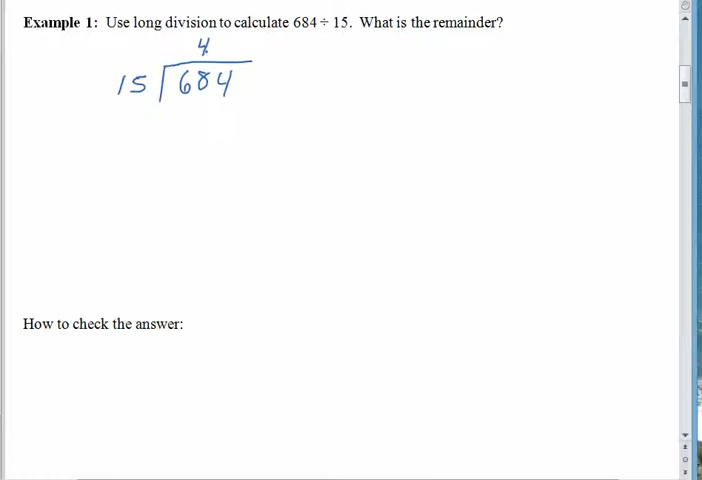 Example 1: Use long division to calculate 684 ÷ 15. What is the remainder?
4
15 684
How to check the answer: